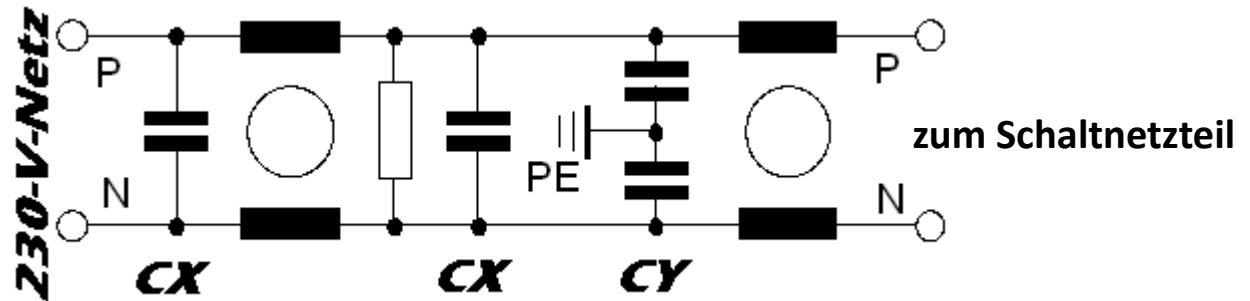 230-V-Netz
P
P
zum Schaltnetzteil
PE
N
N
CX
CX
CY